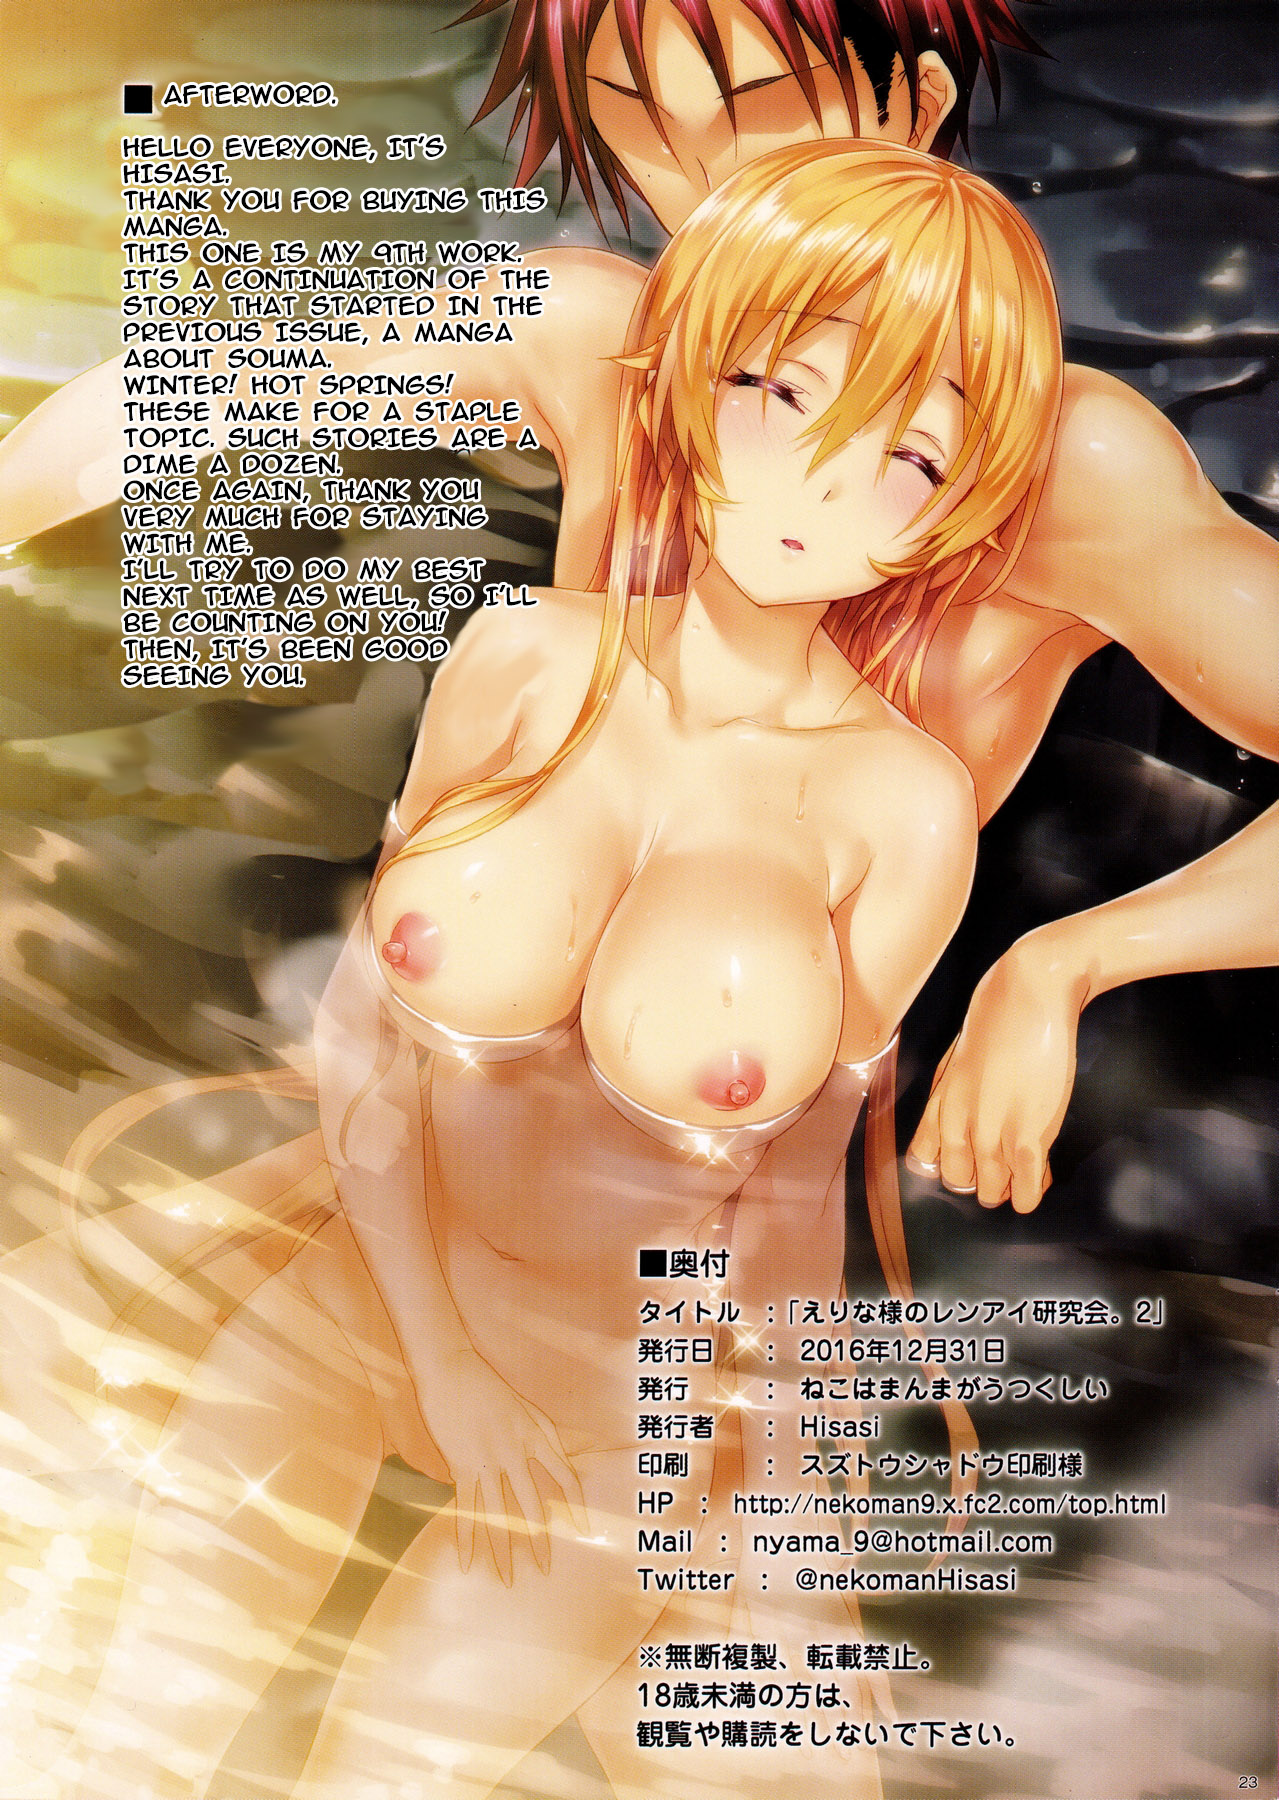 ■ AFTERWORD.
HELLO EVERYONE, IT'S
HISASI.
THANK YOU FOR BUYING THIS
MANGA.
THIS ONE IS MY 9TH WORK.
IT'S A CONTINUATION OF THE
STORY THAT STARTED IN THE
PREVIOUS ISSUE, A MANGA
ABOUT SOUMA.
WINTER! HOT SPRINGS!
THESE MAKE FOR A STAPLE
TOPIC. SUCH STORIES ARE A
DIME A DOZEN.
ONCE AGAIN, THANK YOU
VERY MUCH FOR STAYING
WITH ME.
I'LL TRY TO DO MY BEST
NEXT TIME AS WELL, SO I'LL
BE COUNTING ON YOU!
THEN, IT'S BEEN GOOD
SEEING YOU.
■奥付
タイトル : 「えりな様のレンアイ研究会。2」
発行日 : 2016年12月31日
発行 : ねこはまんまがうつくしい
発行者 : Hisasi
印刷 : スズトウシャドウ印刷様
HP : http://nekoman9.x.fc2.com/top.html
Mail : nyama_9@hotmail.com
Twitter : @nekomanHisasi
※無断複製、転載禁止。
18歳未満の方は、
観覧や購読をしないで下さい。
23